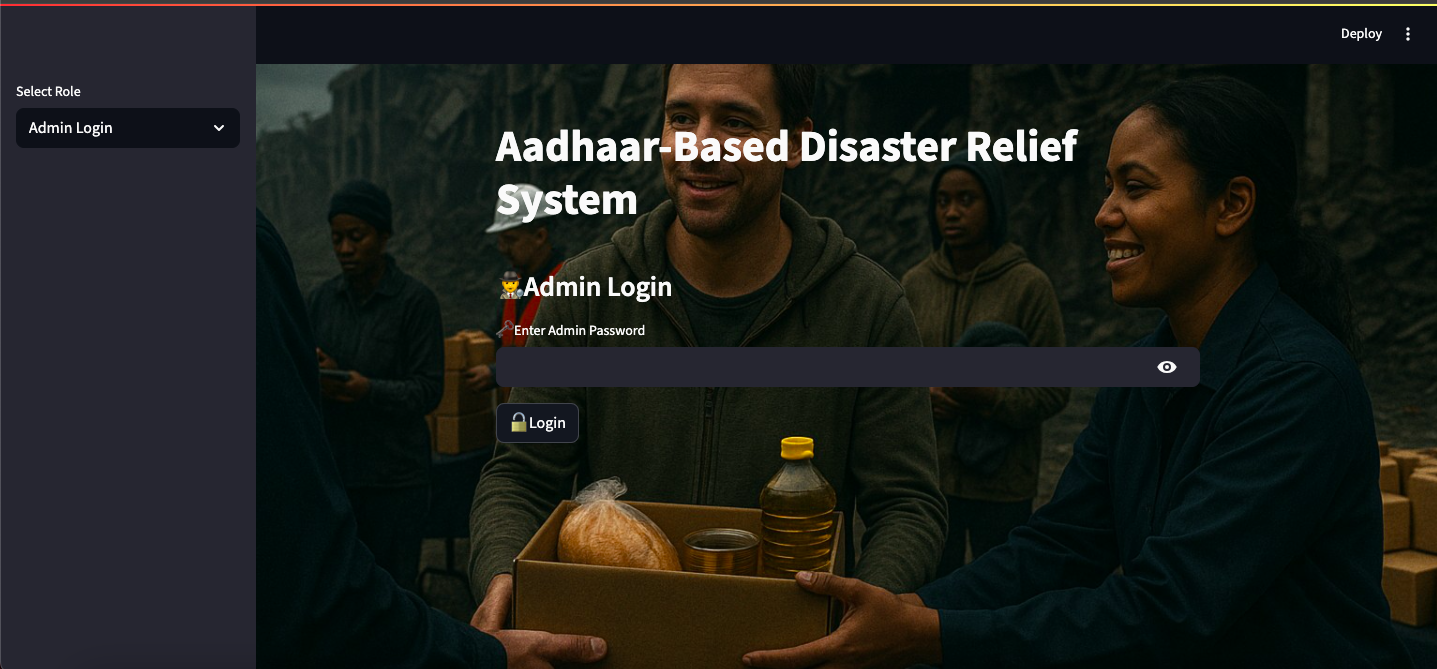 Deploy
Select Role
Admin Login
Aadhaar-Based Disaster Relief
System
Admin Login
Enter Admin Password
Login